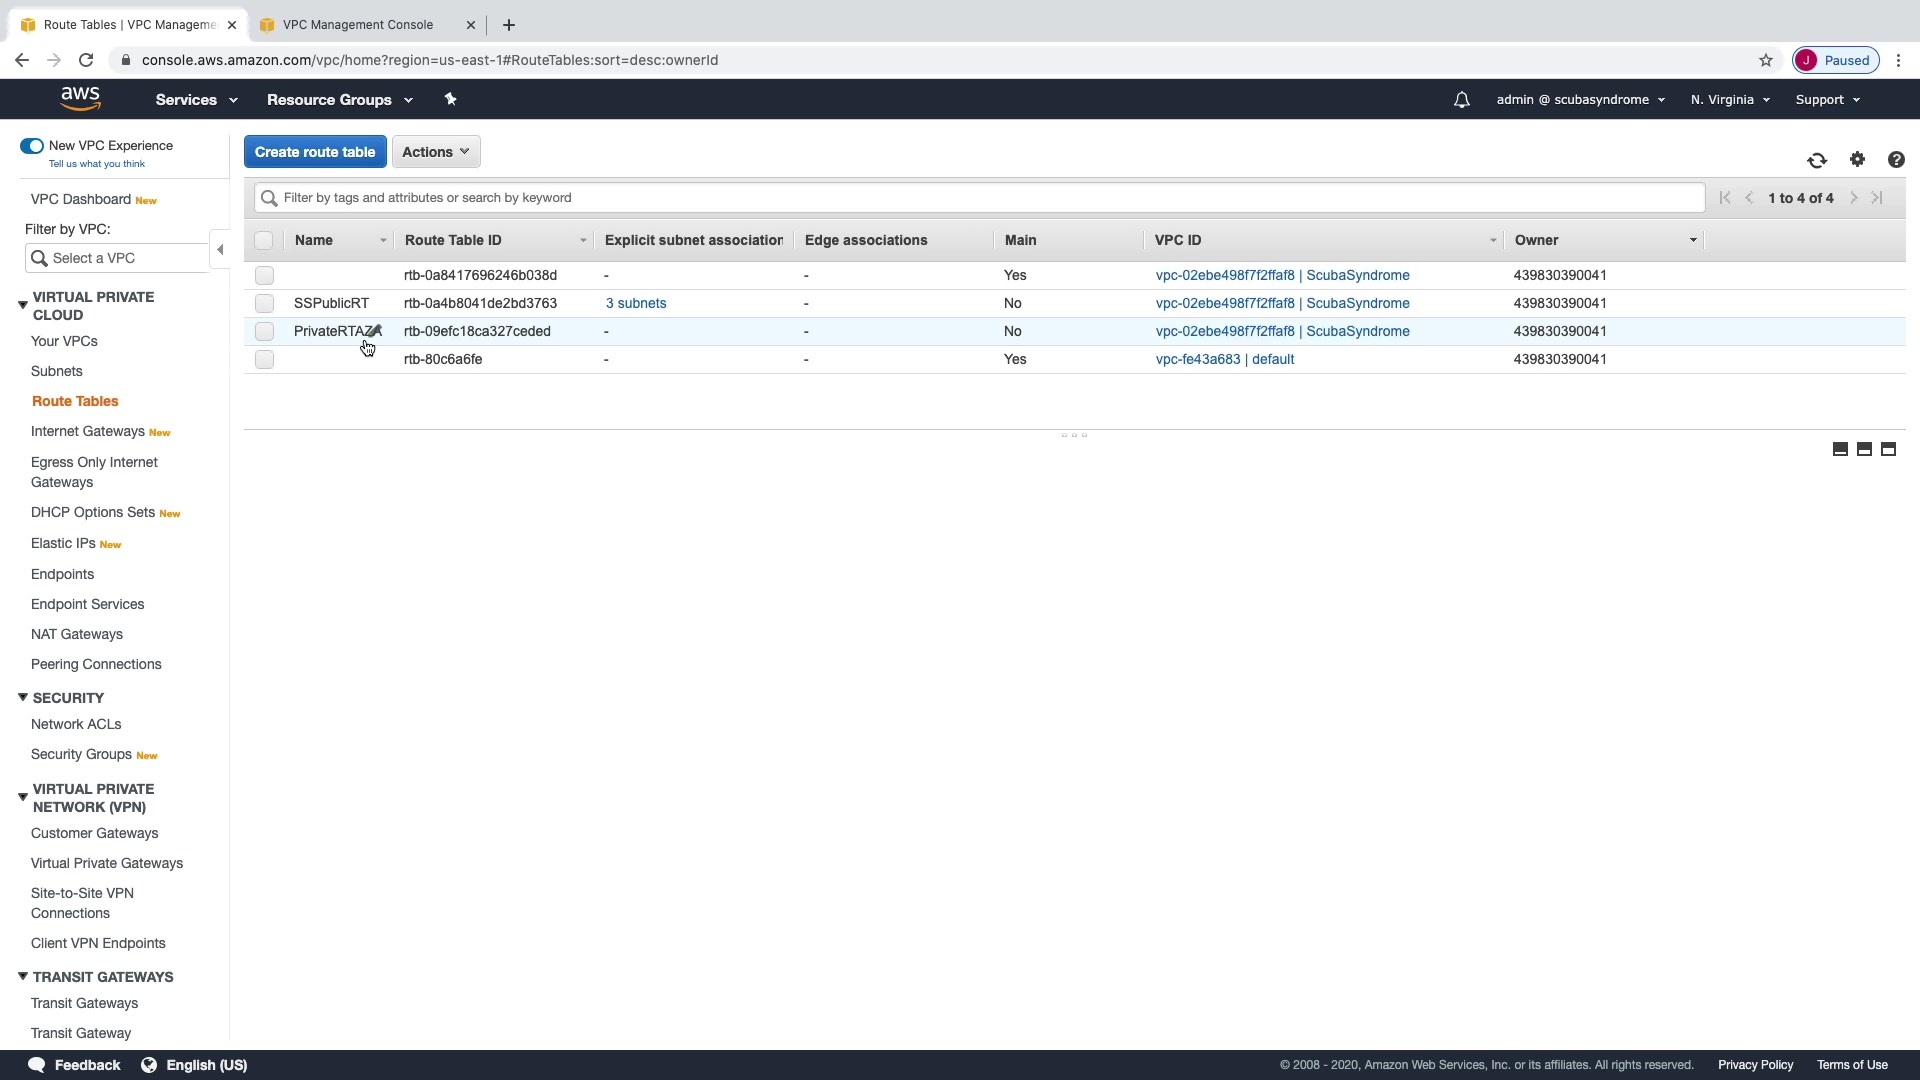 Route Tables | VPC Manageme
VPC Management Console
console.aws.amazon.com/vpc/home?region=us-east-1#RouteTables:sort=desc:ownerId
J Paused
aws Services Resource Groups admin @ scubasyndrome N. Virginia Support
New VPC Experience
Tell us what you think
Create route table Actions
VPC Dashboard New
Filter by VPC:
Select a VPC
Filter by tags and attributes or search by keyword
1 to 4 of 4
Name Route Table ID Explicit subnet association Edge associations Main VPC ID Owner
rtb-0a8417696246b038d - - Yes vpc-02ebe498f7f2ffaf8 | ScubaSyndrome 439830390041
SSPublicRT rtb-0a4b8041de2bd3763 3 subnets - No vpc-02ebe498f7f2ffaf8 | ScubaSyndrome 439830390041
PrivateRTAZA rtb-09efc18ca327ceded - - No vpc-02ebe498f7f2ffaf8 | ScubaSyndrome 439830390041
rtb-80c6a6fe - - Yes vpc-fe43a683 | default 439830390041
VIRTUAL PRIVATE
CLOUD
Your VPCs
Subnets
Route Tables
Internet Gateways New
Egress Only Internet
Gateways
DHCP Options Sets New
Elastic IPs New
Endpoints
Endpoint Services
NAT Gateways
Peering Connections
SECURITY
Network ACLs
Security Groups New
VIRTUAL PRIVATE
NETWORK (VPN)
Customer Gateways
Virtual Private Gateways
Site-to-Site VPN
Connections
Client VPN Endpoints
TRANSIT GATEWAYS
Transit Gateways
Transit Gateway
Feedback English (US)
© 2008 - 2020, Amazon Web Services, Inc. or its affiliates. All rights reserved. Privacy Policy Terms of Use